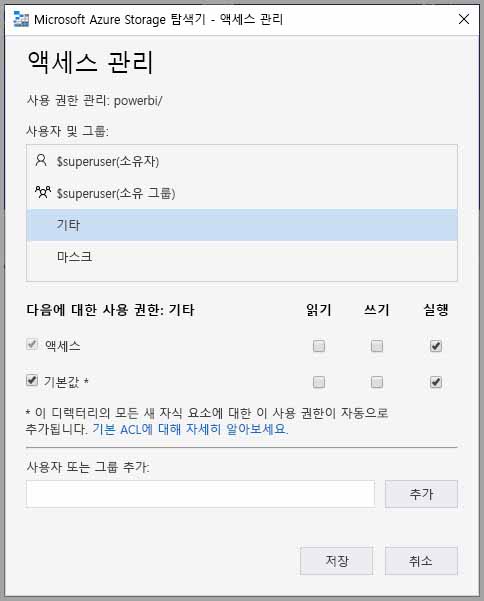 Microsoft Azure Storage 탐색기 - 액세스 관리
액세스 관리
사용 권한 관리: powerbi/
사용자 및 그룹:
$superuser(소유자)
$superuser(소유 그룹)
기타
마스크
다음에 대한 사용 권한: 기타 읽기 쓰기 실행
액세스
기본값 *
* 이 디렉터리의 모든 새 자식 요소에 대한 이 사용 권한이 자동으로
추가됩니다. 기본 ACL에 대해 자세히 알아보세요.
사용자 또는 그룹 추가:
추가
저장 취소